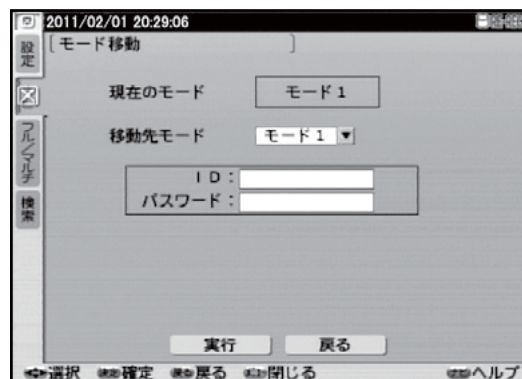 2011/02/01 20:29:06
設定
[モード移動 ]
現在のモード モード 1
移動先モード モード 1
フル/マルチ
検索
ID:
パスワード:
実行 戻る
選択 確定 戻る 閉じる ヘルプ